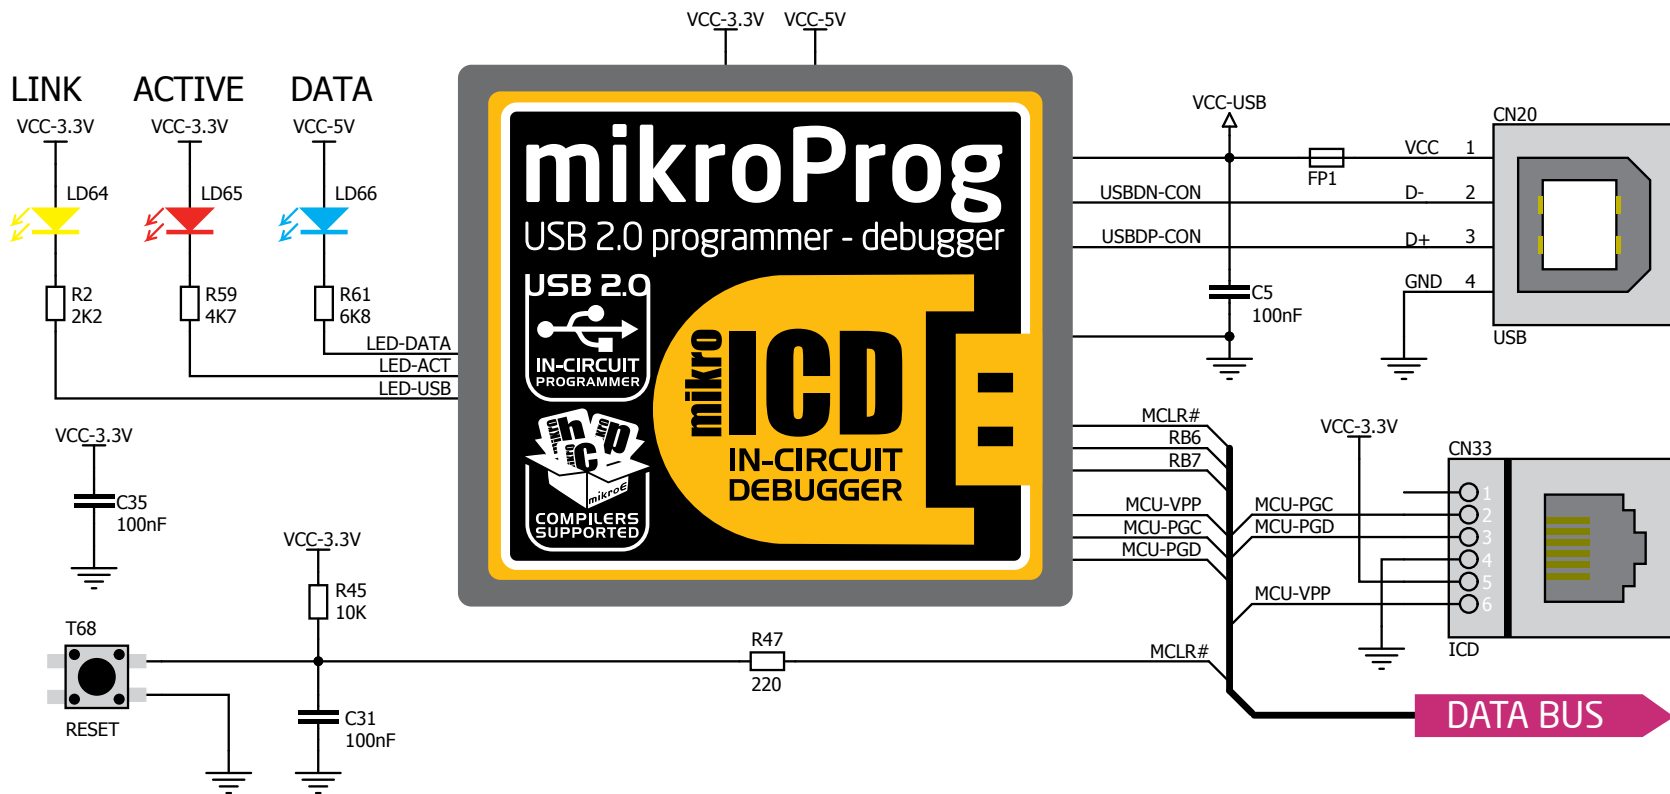 VCC-3.3V VCC-5V
LINK ACTIVE DATA
VCC-3.3V VCC-3.3V VCC-5V
LD64 LD65 LD66
R2 2K2
R59 4K7
R61 6K8
LED-DATA
LED-ACT
LED-USB
mikroProg
USB 2.0 programmer - debugger
USB 2.0
IN-CIRCUIT
PROGRAMMER
mikro ICD
IN-CIRCUIT
DEBUGGER
h
p
c
mikroE
COMPILERS
SUPPORTED
VCC-USB
CN20
VCC 1
FP1
USBDN-CON D- 2
USBDP-CON D+ 3
GND 4
C5
100nF
USB
MCLR#
RB6
RB7
MCU-VPP
MCU-PGC
MCU-PGD
VCC-3.3V
CN33
1
MCU-PGC 2
MCU-PGD 3
4
5
MCU-VPP 6
ICD
VCC-3.3V
C35
100nF
VCC-3.3V
R45
10K
T68
RESET
C31
100nF
R47
220
MCLR#
DATA BUS